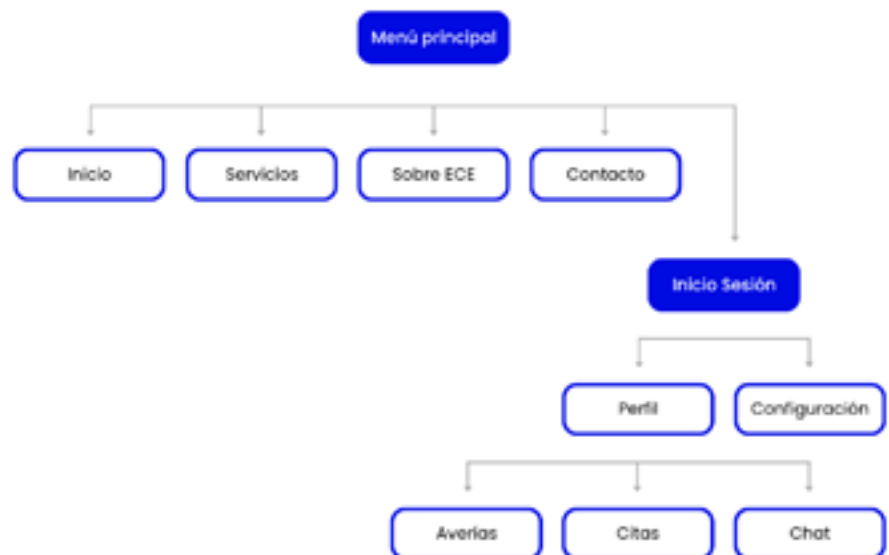 Menú principal
Inicio
Servicios
Sobre ECE
Contacto
Inicio Sesión
Perfil
Configuración
Averías
Citas
Chat